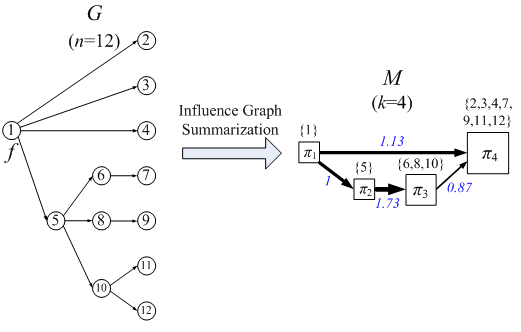 G
(n=12)
1
f
2
3
4
5
6
7
8
9
10
11
12
Influence Graph
Summarization
M
(k=4)
{1}
π1
1.13
{2,3,4,7,
9,11,12}
π4
1
{5}
π2
1.73
{6,8,10}
π3
0.87